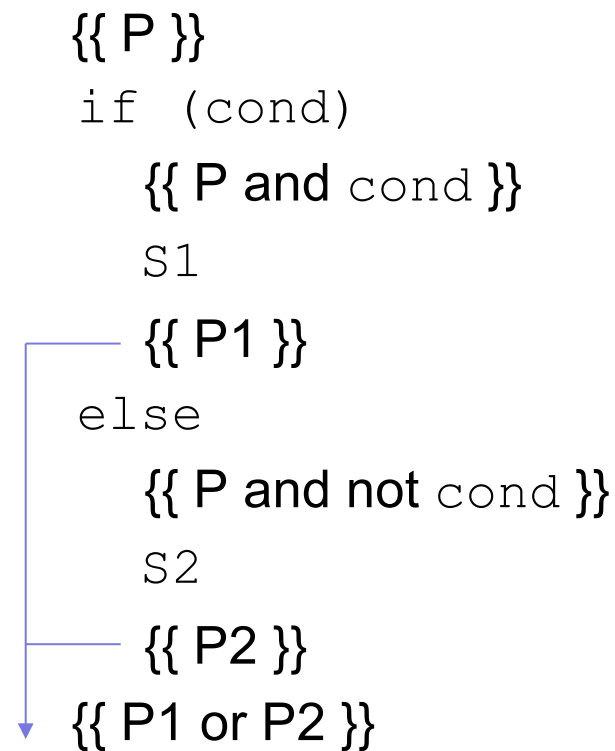 {{ P }}
if (cond)
{{ P and cond }}
S1
{{ P1 }}
else
{{ P and not cond }}
S2
{{ P2 }}
{{ P1 or P2 }}